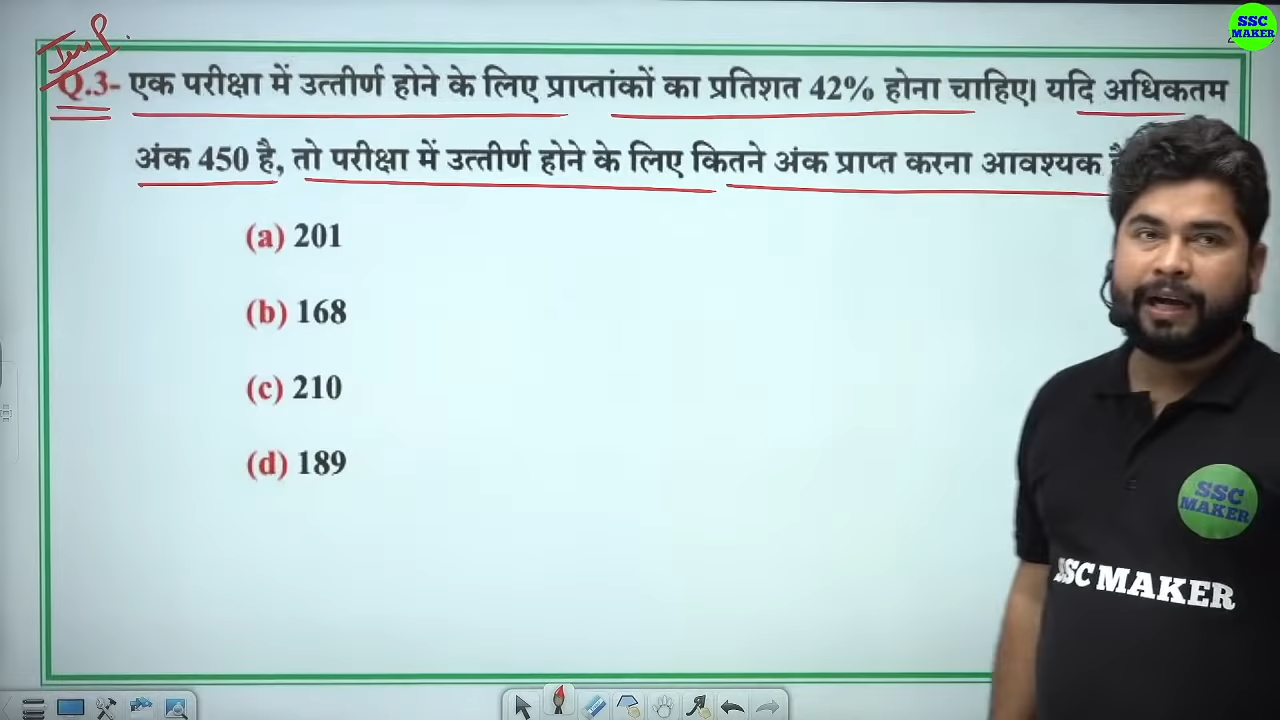 SSC
MAKER
Imp.
Q.3- एक परीक्षा में उत्तीर्ण होने के लिए प्राप्तांकों का प्रतिशत 42% होना चाहिए। यदि अधिकतम
अंक 450 है, तो परीक्षा में उत्तीर्ण होने के लिए कितने अंक प्राप्त करना आवश्यक
(a) 201
(b) 168
(c) 210
(d) 189
SSC
MAKER
SSC MAKER